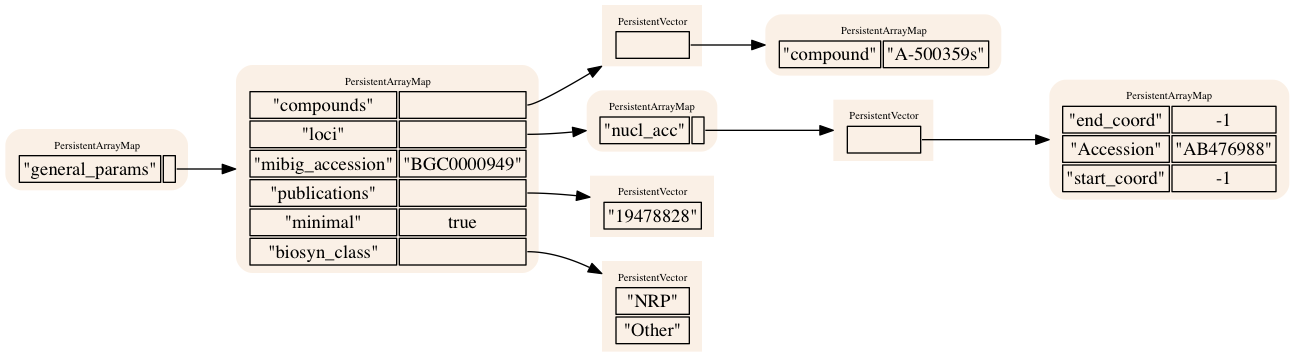 PersistentArrayMap
"general_params"
PersistentArrayMap
"compounds"
"loci"
"mibig_accession" "BGC0000949"
"publications"
"minimal" true
"biosyn_class"
PersistentVector
PersistentArrayMap
"compound" "A-500359s"
PersistentArrayMap
"nucl_acc"
PersistentVector
PersistentArrayMap
"end_coord" -1
"Accession" "AB476988"
"start_coord" -1
PersistentVector
"19478828"
PersistentVector
"NRP"
"Other"